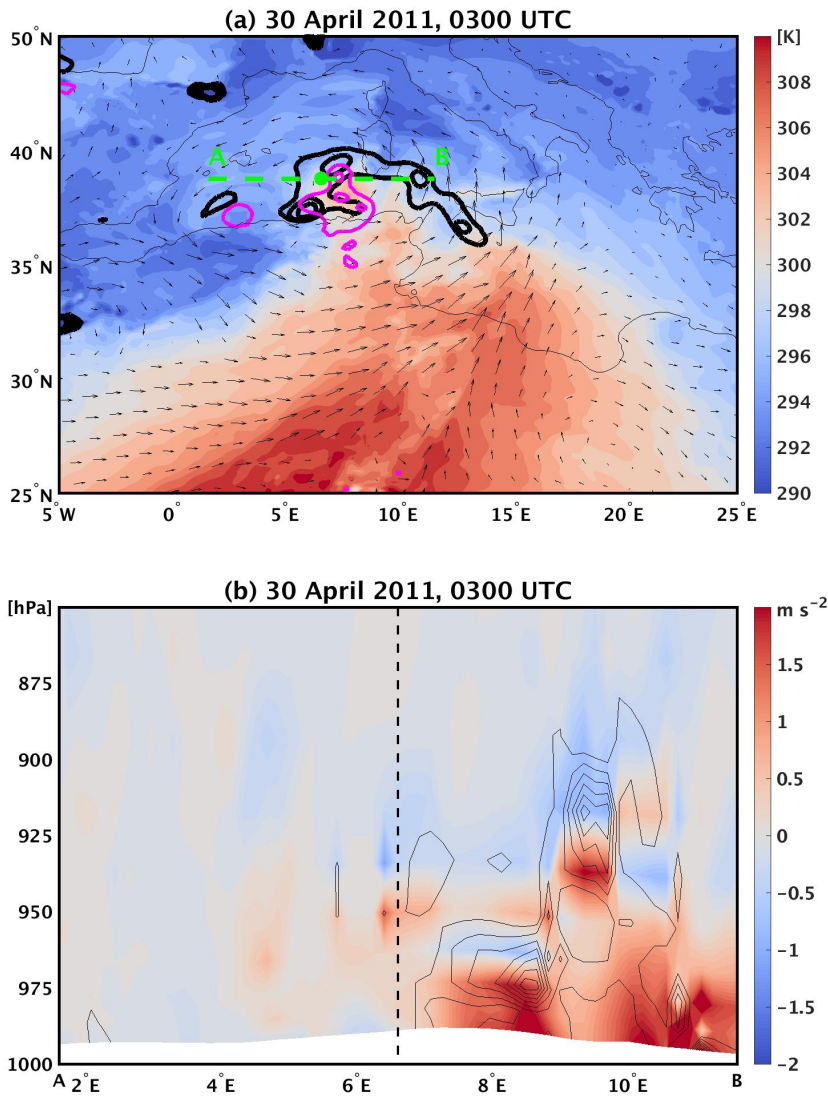 (a) 30 April 2011, 0300 UTC
50°N
[K]
308
306
45°N
304
40°N
A
B
302
300
35°N
298
296
30°N
294
292
25°N
290
5°W
0°
5°E
10°E
15°E
20°E
25°E
(b) 30 April 2011, 0300 UTC
[hPa]
m s⁻²
1.5
875
1
900
0.5
925
0
950
-0.5
-1
975
-1.5
1000
-2
A
2°E
4°E
6°E
8°E
10°E
B